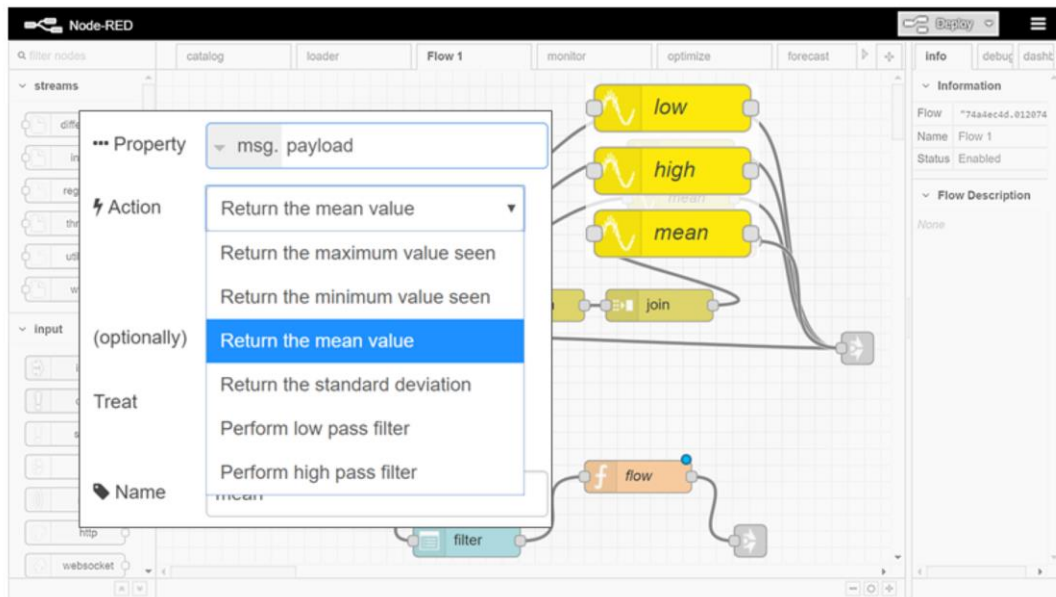 Node-RED
Deploy
filter nodes
catalog
loader
Flow 1
monitor
optimize
forecast
info
debug
dashb
streams
Property
msg. payload
Action
Return the mean value
Return the maximum value seen
Return the minimum value seen
Return the mean value
Return the standard deviation
Perform low pass filter
Perform high pass filter
(optionally)
Treat
Name
mean
input
http
websocket
low
high
mean
mean
join
flow
filter
Information
Flow "74a4ec4d.012074
Name Flow 1
Status Enabled
Flow Description
None